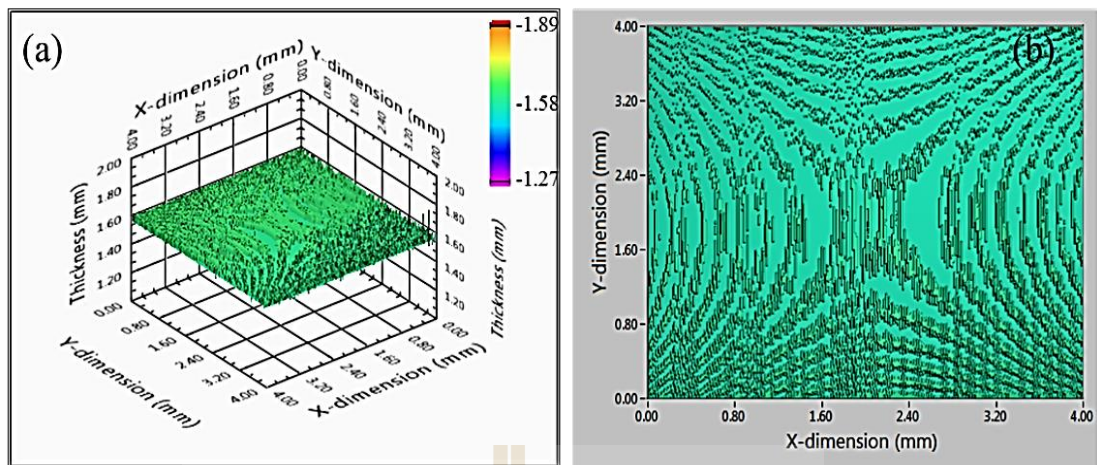 (a)
X-dimension (mm)
4.00 3.20 2.40 1.60 0.80 0.00
Y-dimension (mm)
0.00 0.80 1.60 2.40 3.20 4.00
-1.89
-1.58
-1.27
Thickness (mm)
2.00
1.80
1.60
1.40
1.20
Thickness (mm)
2.00
1.80
1.60
1.40
1.20
Y-dimension (mm)
0.00 0.80 1.60 2.40 3.20 4.00
X-dimension (mm)
4.00 3.20 2.40 1.60 0.80 0.00
(b)
Y-dimension (mm)
4.00
3.20
2.40
1.60
0.80
0.00
0.00 0.80 1.60 2.40 3.20 4.00
X-dimension (mm)